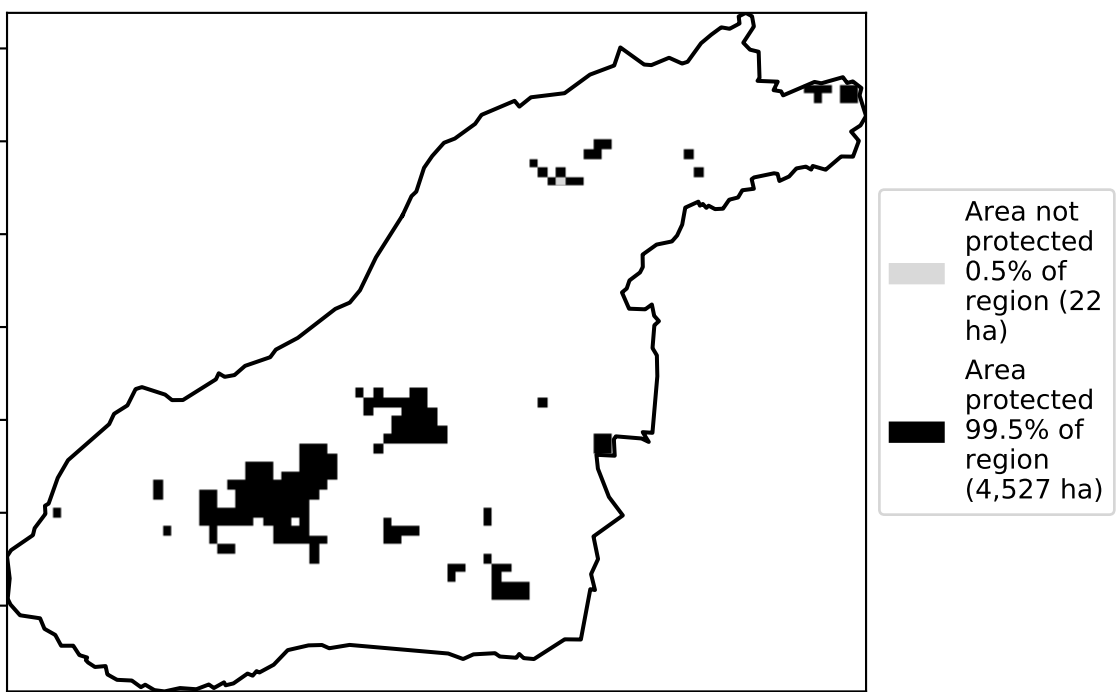 Area not
protected
0.5% of
region (22
ha)
Area
protected
99.5% of
region
(4,527 ha)